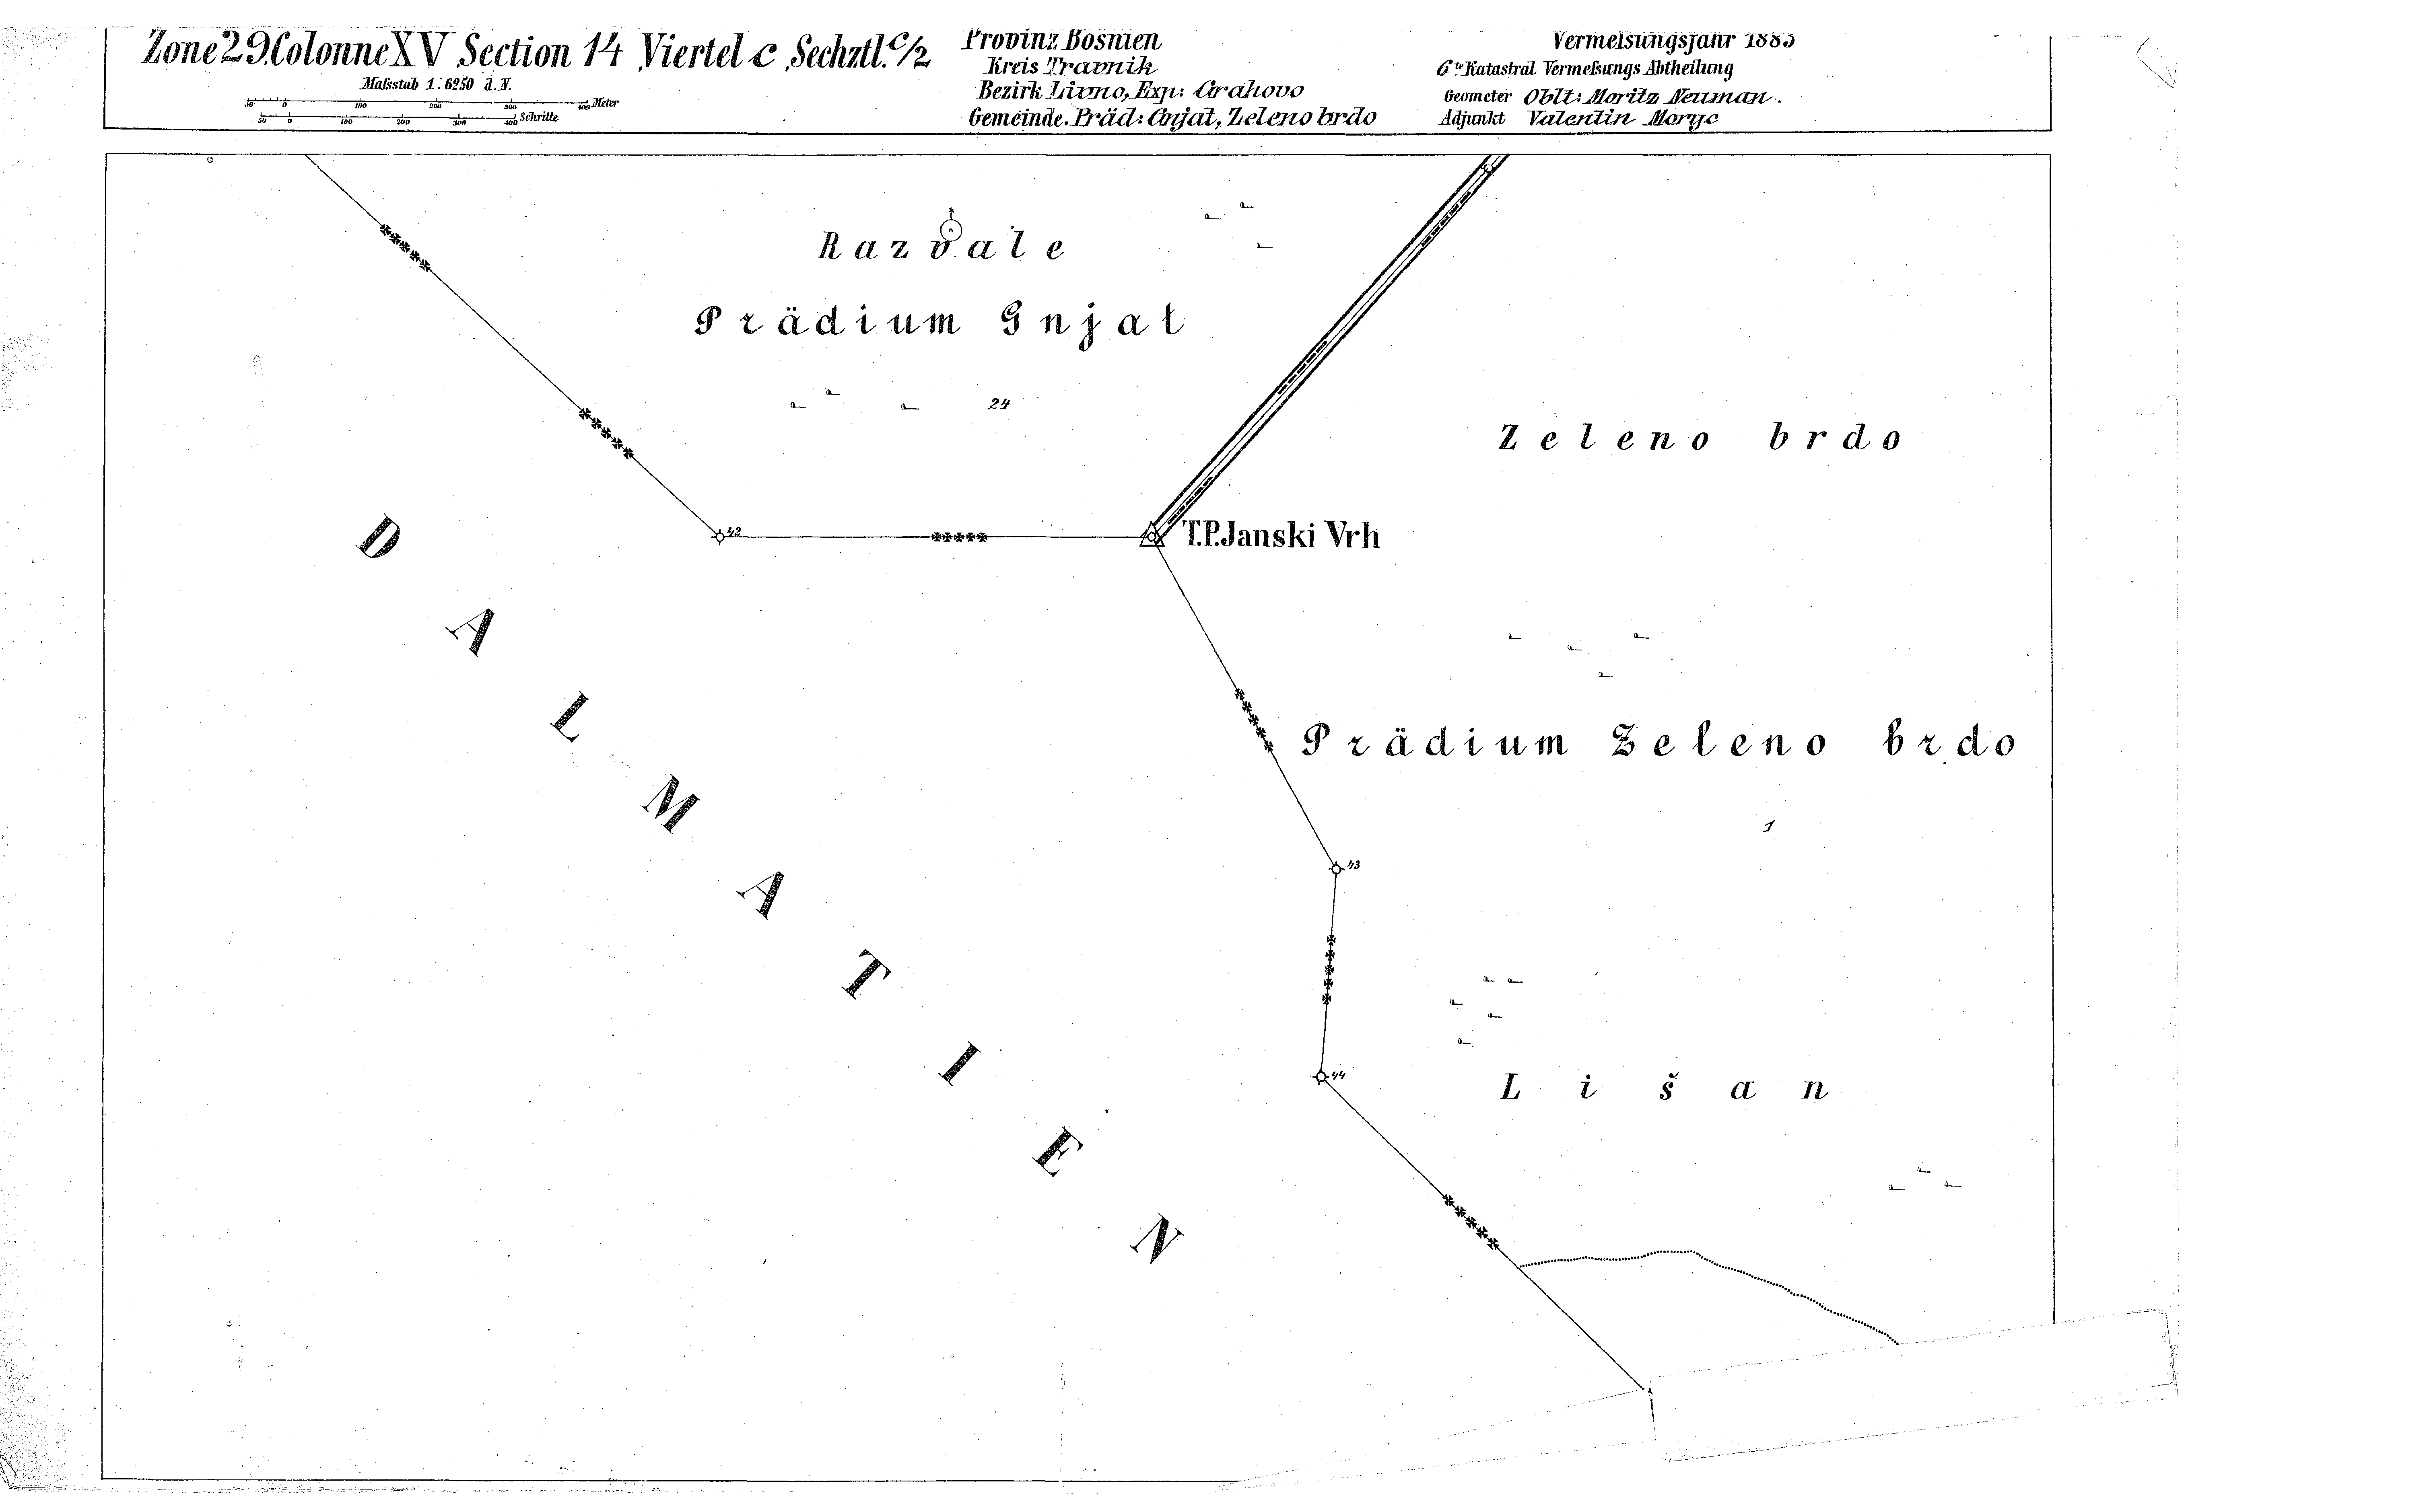 Zone 29. Colonne XV Section 14 Viertel c Sechztl. c/2
Maſsstab 1:6250 d. N.
50 0 100 200 300 400 Meter
50 0 100 200 300 400 Schritte
Provinz Bosnien
Kreis Travnik
Bezirk Livno, Exp: Grahovo
Gemeinde. Präd: Gnjat, Zeleno brdo
Vermeſsungsjahr 1885
6te Katastral Vermeſsungs Abtheilung
Geometer Oblt: Moritz Neuman.
Adjunkt Valentin Moryc
Razvale
Prädium Gnjat
24
Zeleno brdo
42
T.P. Janski Vrh
Prädium Zeleno brdo
1
43
44
Lišan
DALMATIEN